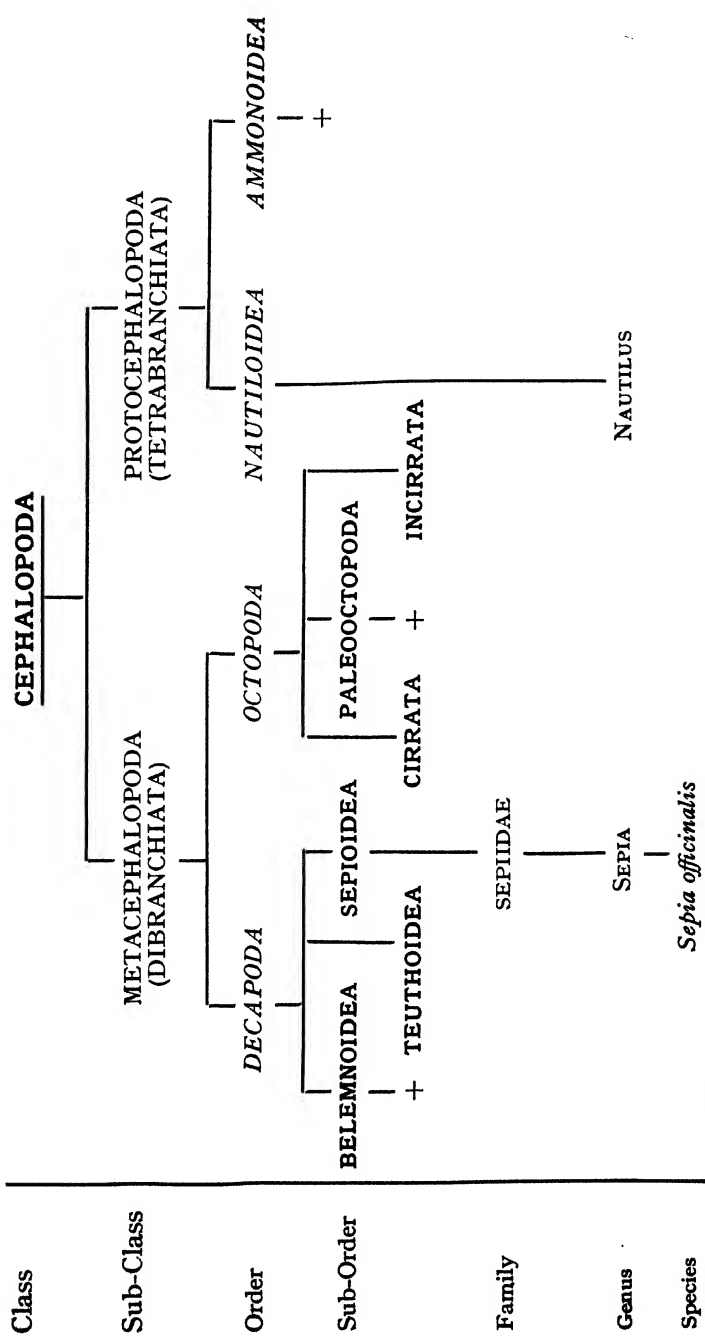 Class
CEPHALOPODA
Sub-Class
METACEPHALOPODA
(DIBRANCHIATA)
PROTOCEPHALOPODA
(TETRABRANCHIATA)
Order
DECAPODA
OCTOPODA
NAUTILOIDEA
AMMONOIDEA
+
Sub-Order
BELEMNOIDEA
SEPIOIDEA
PALEOOCTOPODA
+
TEUTHOIDEA
CIRRATA
+
INCIRRATA
Family
SEPIIDAE
Genus
SEPIA
NAUTILUS
Species
Sepia officinalis